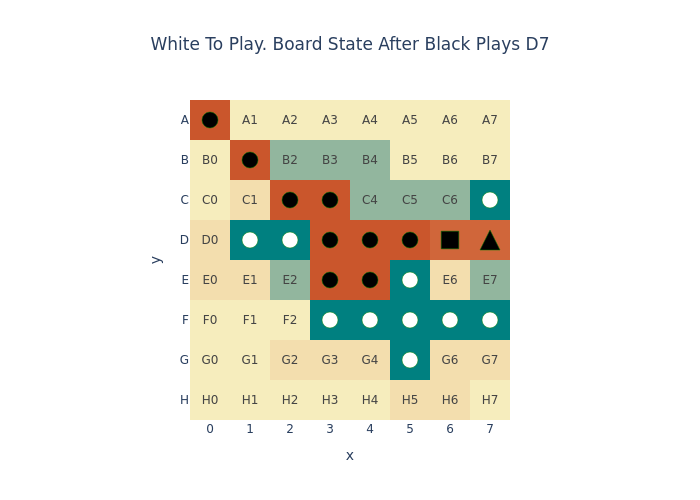 White To Play. Board State After Black Plays D7
A A1 A2 A3 A4 A5 A6 A7
B B0 B2 B3 B4 B5 B6 B7
C C0 C1 C4 C5 C6
D D0
E E0 E1 E2 E6 E7
F F0 F1 F2
G G0 G1 G2 G3 G4 G6 G7
H H0 H1 H2 H3 H4 H5 H6 H7
0 1 2 3 4 5 6 7
x
y